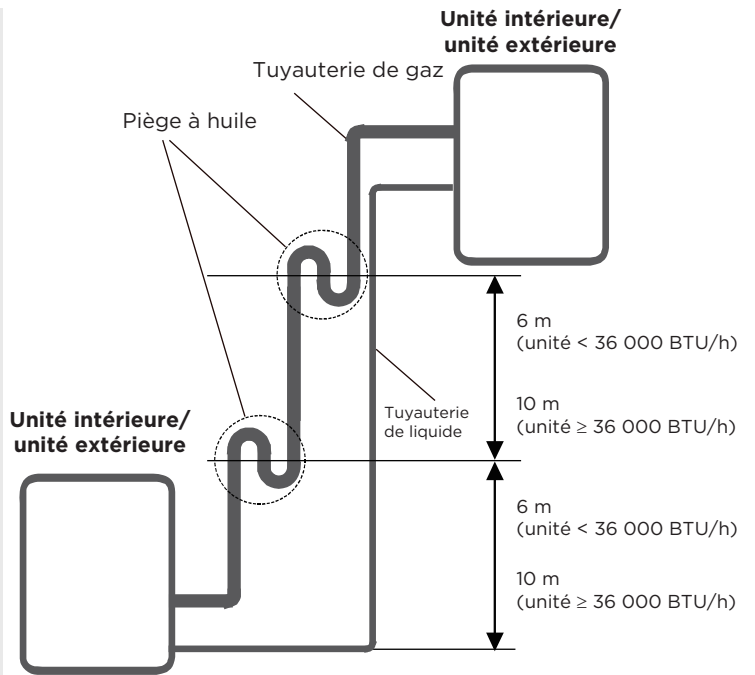 Unité intérieure/
unité extérieure
Tuyauterie de gaz
Piège à huile
6 m
(unité < 36 000 BTU/h)
10 m
(unité ≥ 36 000 BTU/h)
Tuyauterie
de liquide
Unité intérieure/
unité extérieure
6 m
(unité < 36 000 BTU/h)
10 m
(unité ≥ 36 000 BTU/h)